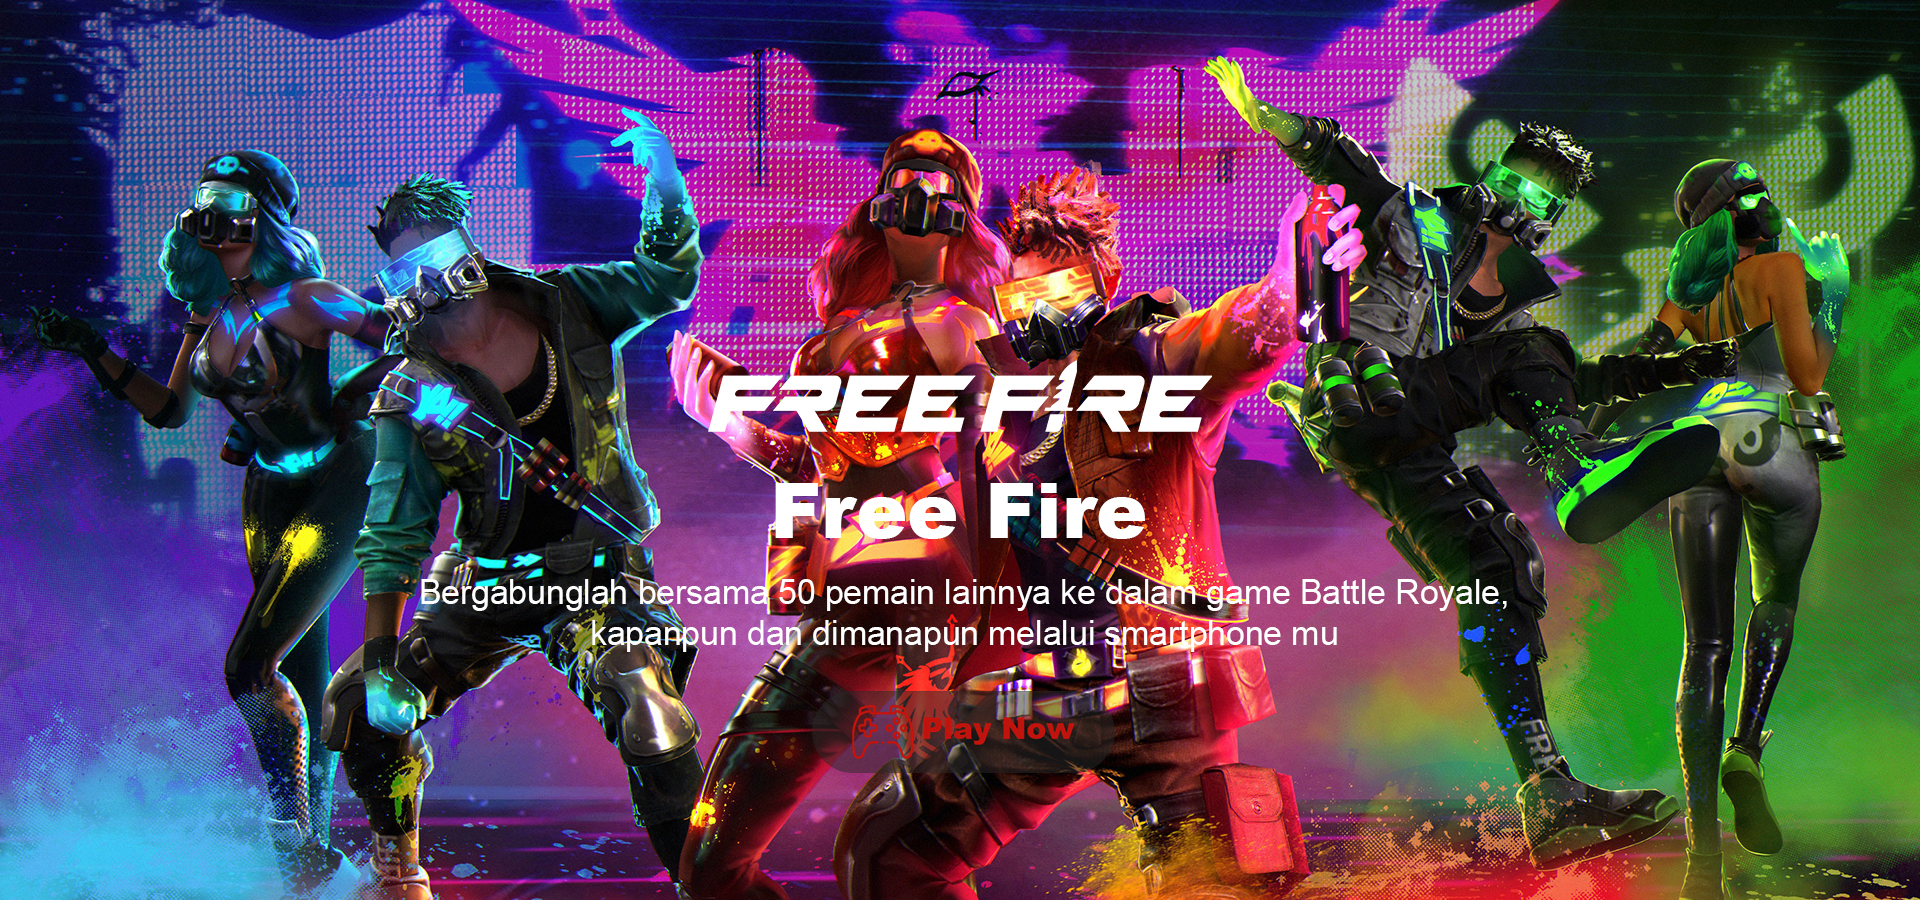 FREE FIRE
Free Fire
Bergabunglah bersama 50 pemain lainnya ke dalam game Battle Royale,
kapanpun dan dimanapun melalui smartphone mu
Play Now